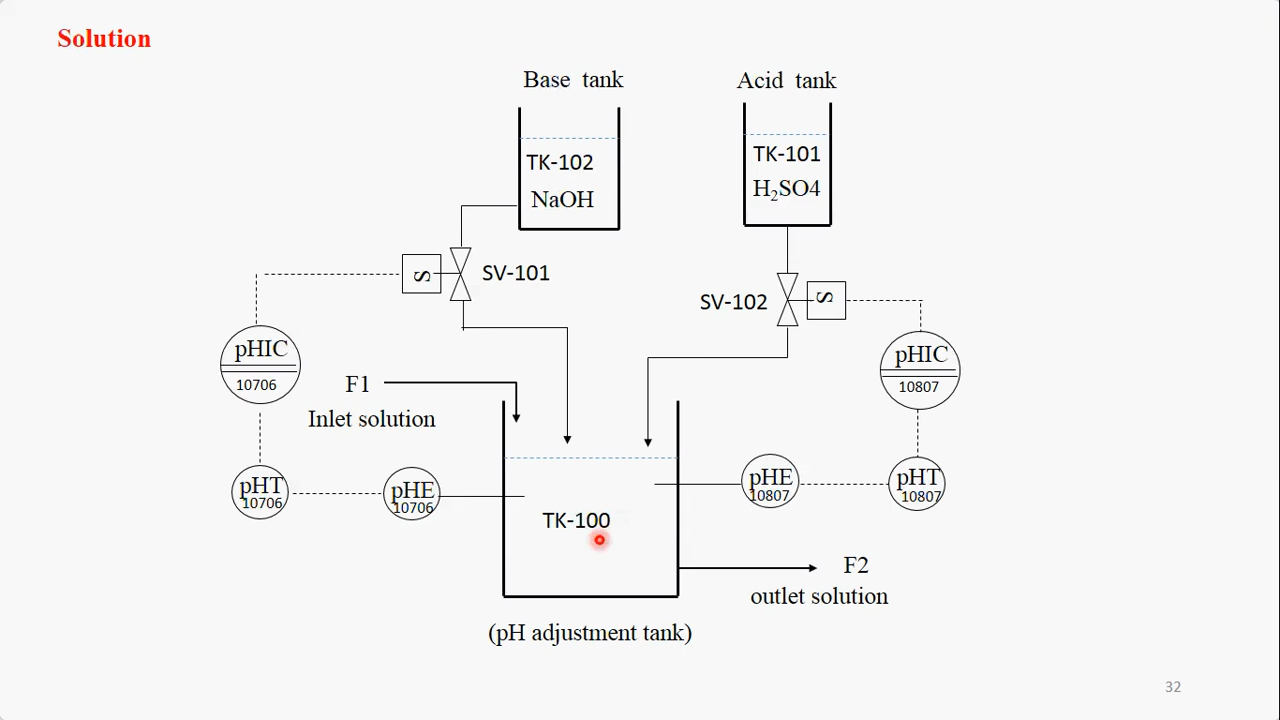 Solution
Base tank
Acid tank
TK-102
NaOH
TK-101
H₂SO4
S
SV-101
SV-102
S
pHIC
10706
pHIC
10807
F1
Inlet solution
pHT
10706
pHE
10706
pHE
10807
pHT
10807
TK-100
F2
outlet solution
(pH adjustment tank)
32